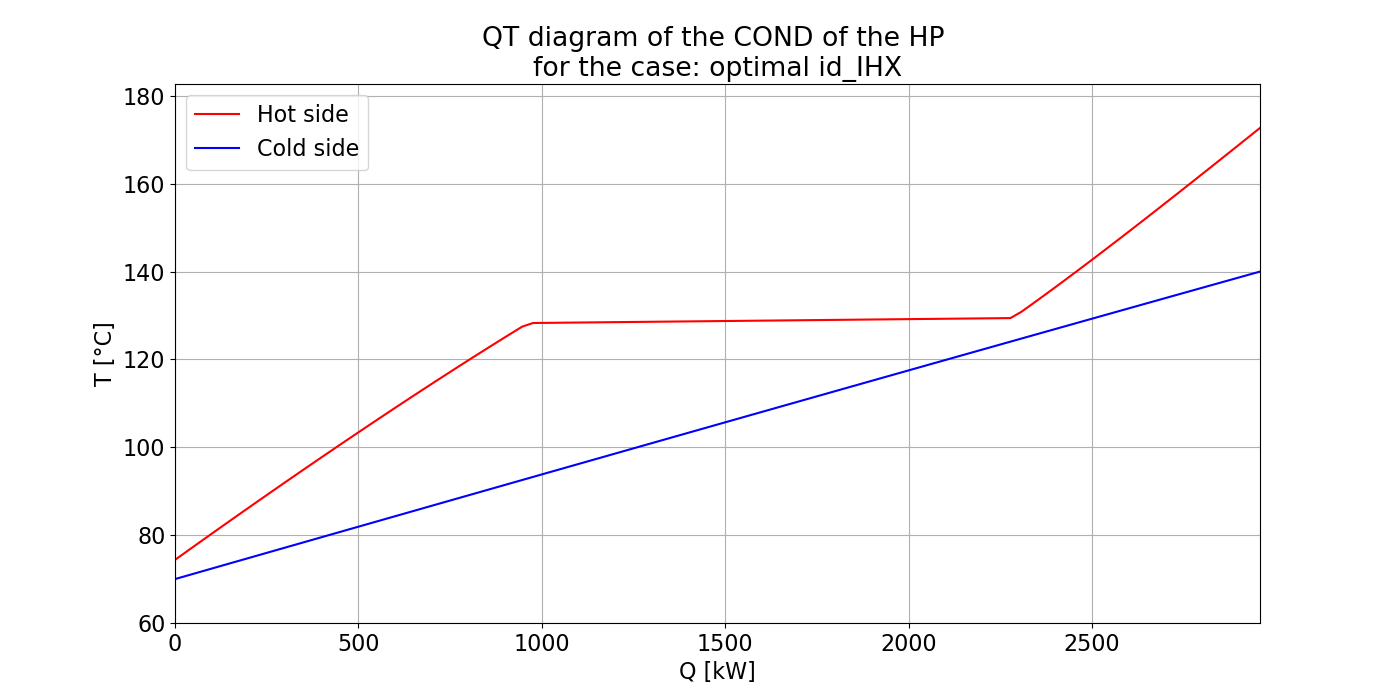 QT diagram of the COND of the HP
for the case: optimal id_IHX
Hot side
Cold side
180
160
140
120
100
80
60
T [°C]
0 500 1000 1500 2000 2500
Q [kW]